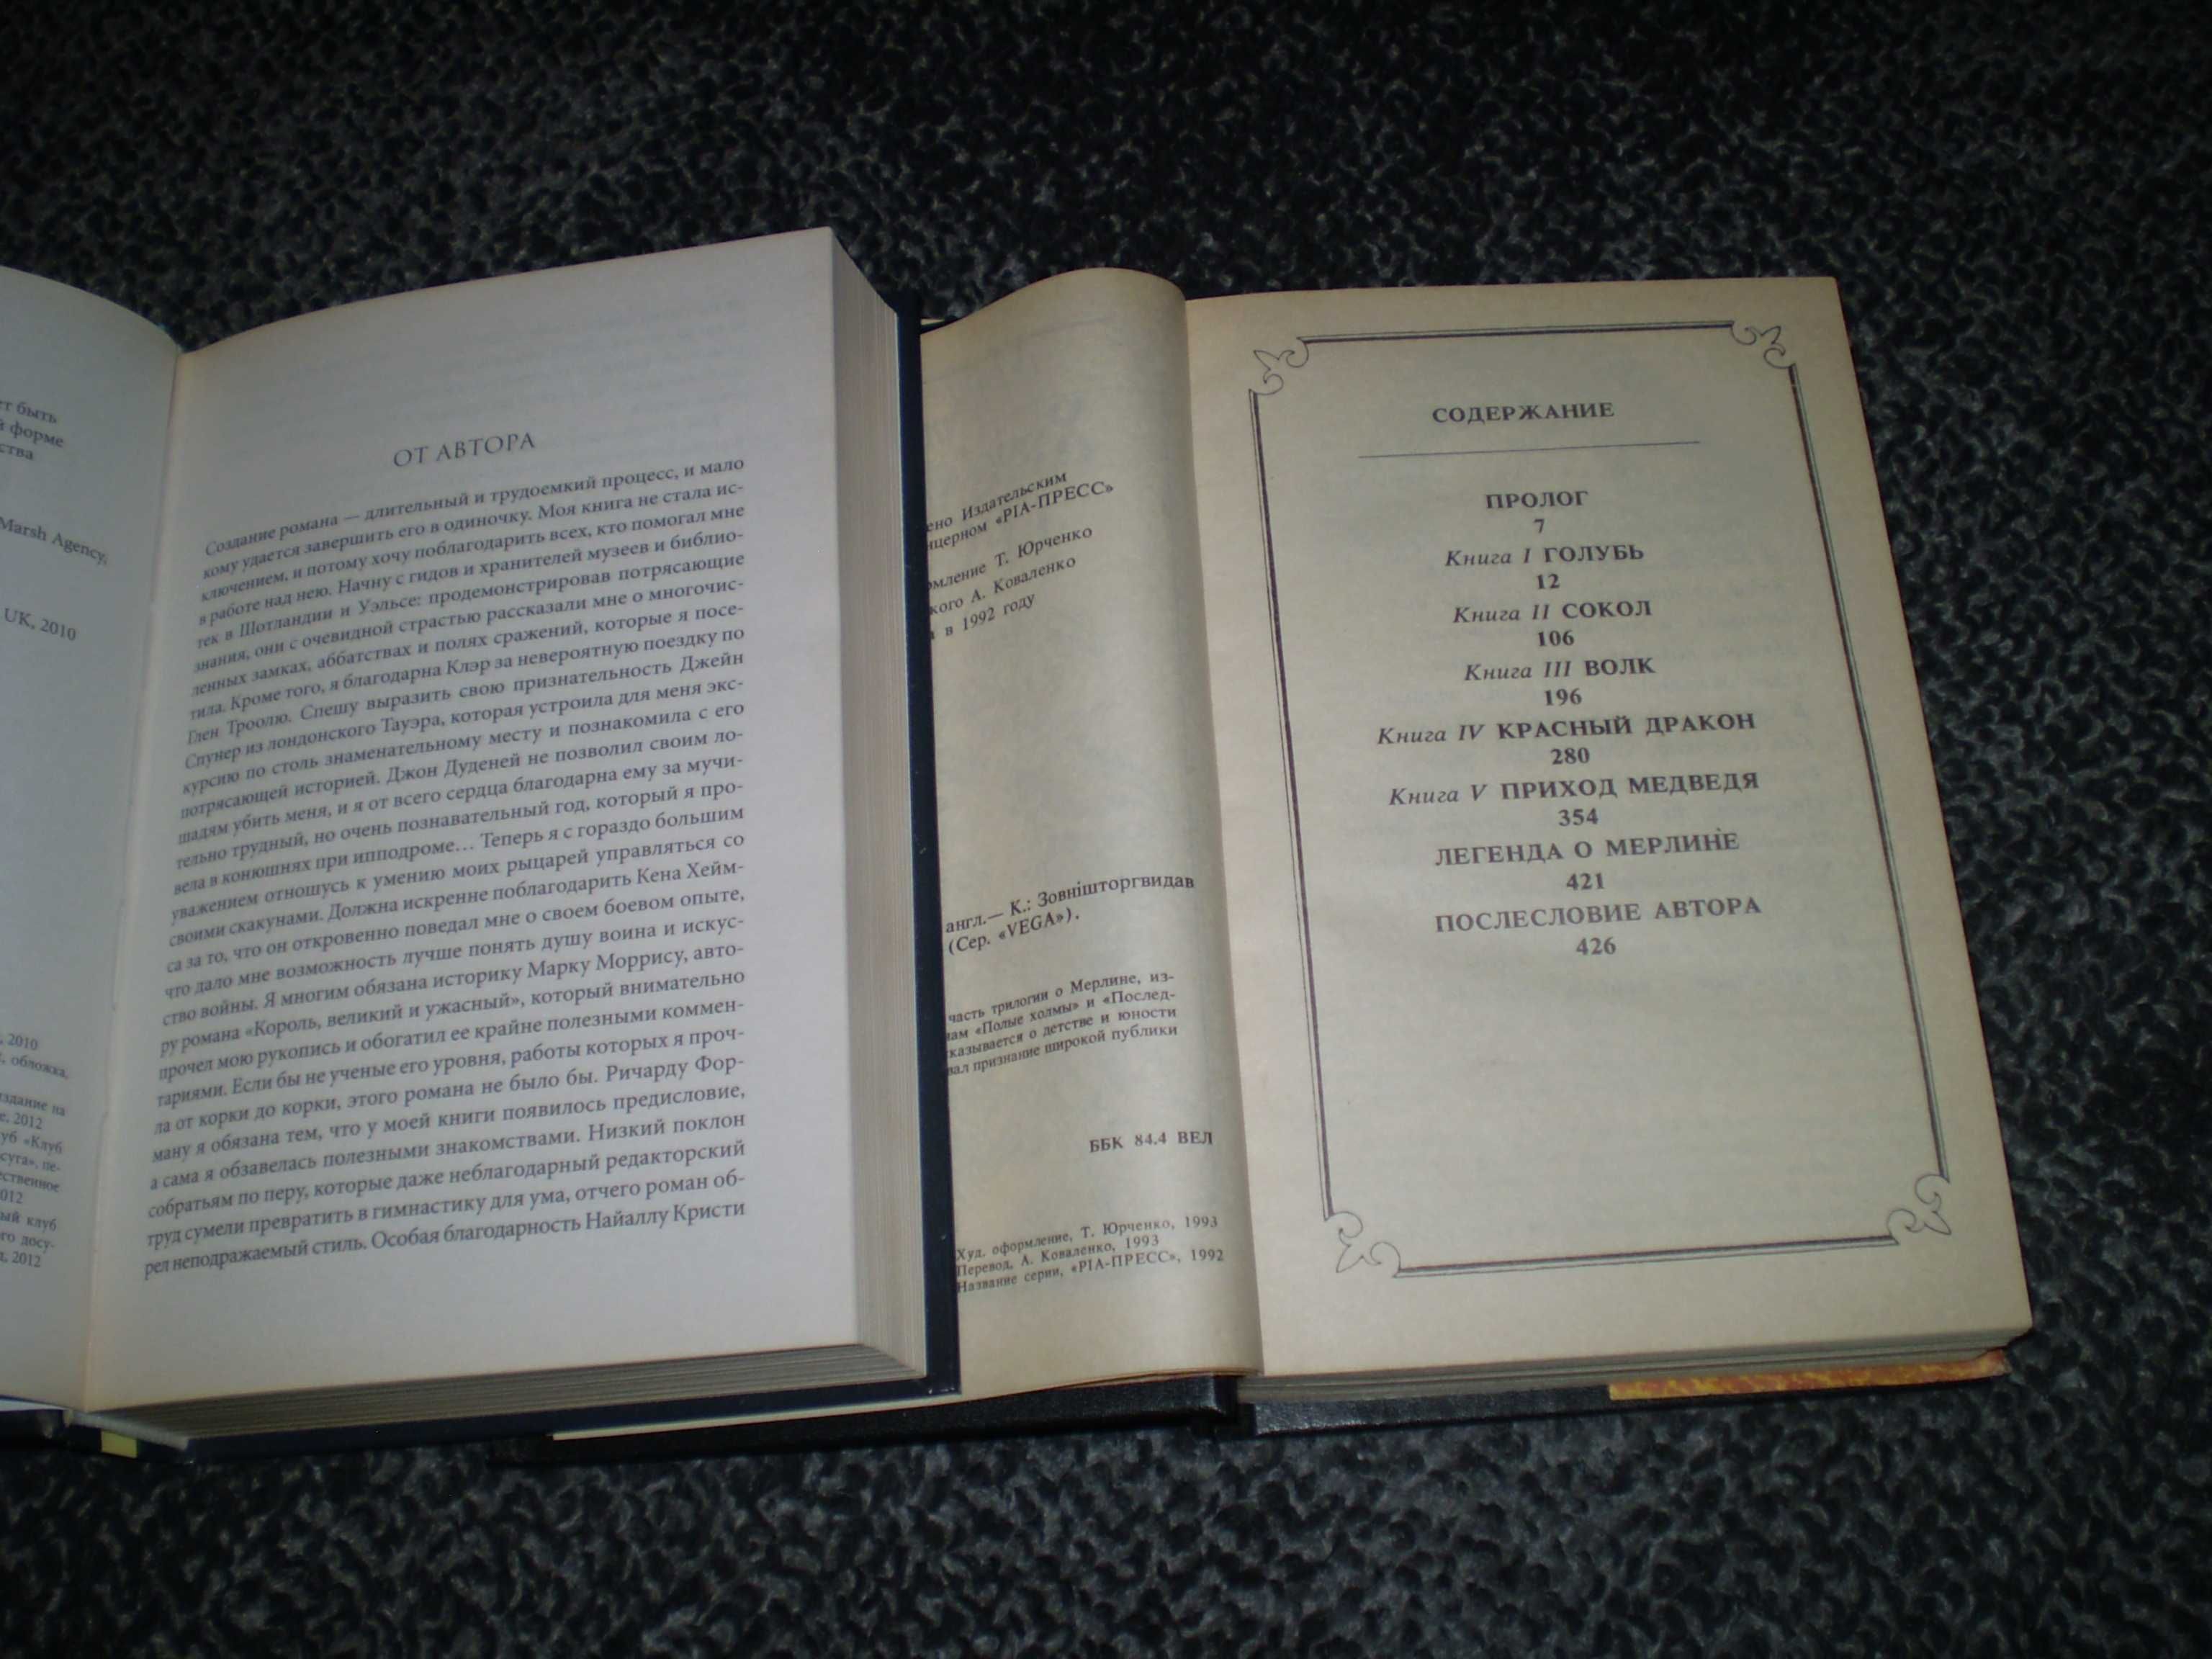 быть
форме
ства
Marsh Agency,
UK, 2010
2010
обложка,
издание на
2012
«Клуб
2012
клуб
2012
ОТ АВТОРА
Создание романа — длительный и трудоемкий процесс, и мало
кому удается завершить его в одиночку. Моя книга не стала ис-
ключением, и потому хочу поблагодарить всех, кто помогал мне
в работе над нею. Начну с гидов и хранителей музеев и библио-
тек в Шотландии и Уэльсе: продемонстрировав потрясающие
знания, они с очевидной страстью рассказали мне о многочис-
ленных замках, аббатствах и полях сражений, которые я посе-
тила. Кроме того, я благодарна Клэр за невероятную поездку по
Глен Троолю. Спешу выразить свою признательность Джейн
Спунер из лондонского Тауэра, которая устроила для меня экс-
курсию по столь знаменательному месту и познакомила с его
потрясающей историей. Джон Дуденей не позволил своим ло-
шадям убить меня, и я от всего сердца благодарна ему за мучи-
тельно трудный, но очень познавательный год, который я про-
вела в конюшнях при ипподроме… Теперь я с гораздо большим
уважением отношусь к умению моих рыцарей управляться со
своими скакунами. Должна искренне поблагодарить Кена Хейм-
са за то, что он откровенно поведал мне о своем боевом опыте,
что дало мне возможность лучше понять душу воина и искус-
ство войны. Я многим обязана историку Марку Моррису, авто-
ру романа «Король, великий и ужасный», который внимательно
прочел мою рукопись и обогатил ее крайне полезными коммен-
тариями. Если бы не ученые его уровня, работы которых я проч-
ла от корки до корки, этого романа не было бы. Ричарду Фор-
ману я обязана тем, что у моей книги появилось предисловие,
а сама я обзавелась полезными знакомствами. Низкий поклон
собратьям по перу, которые даже неблагодарный редакторский
труд сумели превратить в гимнастику для ума, отчего роман об-
рел неподражаемый стиль. Особая благодарность Найаллу Кристи
ено Издательским
нцерном «РІА-ПРЕСС»
мление Т. Юрченко
кого А. Коваленко
в 1992 году
англ.— К.: Зовнішторгвидав
(Сер. «VEGA»).
часть трилогии о Мерлине, из-
ам «Полые холмы» и «Послед-
казывается о детстве и юности
вал признание широкой публики
ББК 84.4 ВЕЛ
Худ. оформление, Т. Юрченко, 1993
Перевод, А. Коваленко, 1993
Название серии, «РІА-ПРЕСС», 1992
СОДЕРЖАНИЕ
ПРОЛОГ
7
Книга I ГОЛУБЬ
12
Книга II СОКОЛ
106
Книга III ВОЛК
196
Книга IV КРАСНЫЙ ДРАКОН
280
Книга V ПРИХОД МЕДВЕДЯ
354
ЛЕГЕНДА О МЕРЛИНЕ
421
ПОСЛЕСЛОВИЕ АВТОРА
426